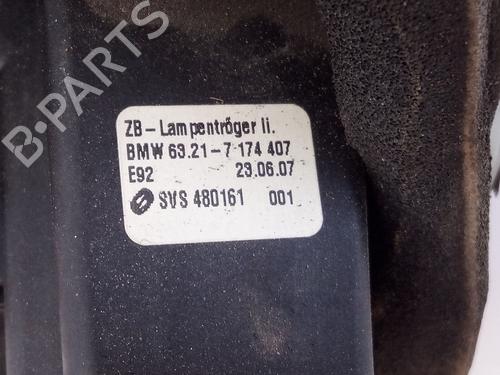 ZB-Lampenträger li.
BMW 63.21-7 174 407
E92 23.06.07
SVS 480161 001
B-PARTS